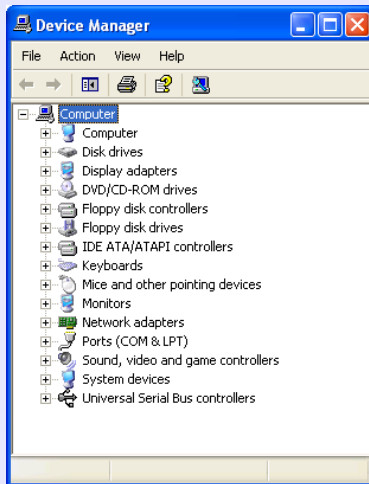 Device Manager
File Action View Help
Computer
Computer
Disk drives
Display adapters
DVD/CD-ROM drives
Floppy disk controllers
Floppy disk drives
IDE ATA/ATAPI controllers
Keyboards
Mice and other pointing devices
Monitors
Network adapters
Ports (COM & LPT)
Sound, video and game controllers
System devices
Universal Serial Bus controllers